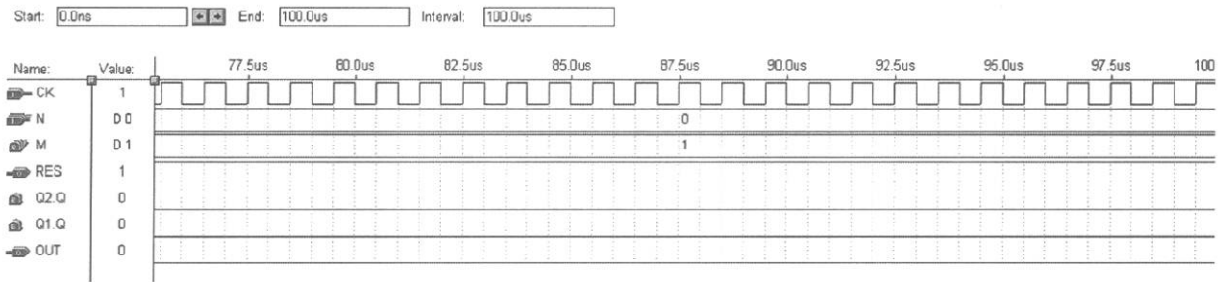 Start: 0.0ns End: 100.0us Interval: 100.0us
Name: Value: 77.5us 80.0us 82.5us 85.0us 87.5us 90.0us 92.5us 95.0us 97.5us 100
CK 1
N D 0 0
M D 1 1
RES 1
Q2.Q 0
Q1.Q 0
OUT 0